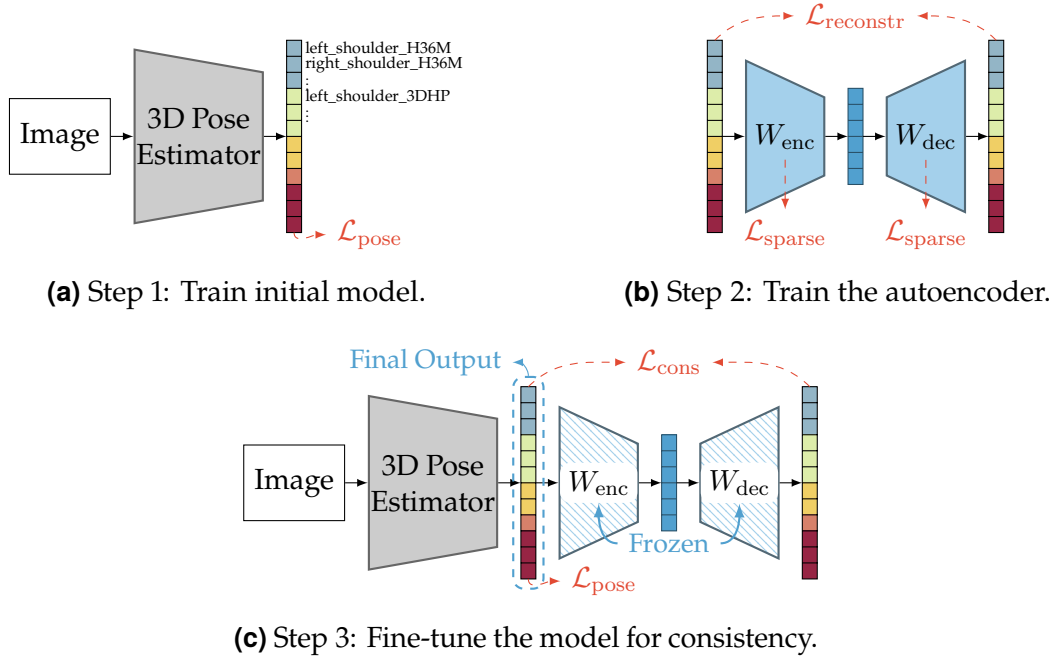 left_shoulder_H36M
right_shoulder_H36M
⋮
left_shoulder_3DHP
⋮
Image
3D Pose
Estimator
ℒpose
(a) Step 1: Train initial model.
ℒreconstr
Wenc
Wdec
ℒsparse
ℒsparse
(b) Step 2: Train the autoencoder.
Final Output
ℒcons
Image
3D Pose
Estimator
Wenc
Wdec
Frozen
ℒpose
(c) Step 3: Fine-tune the model for consistency.